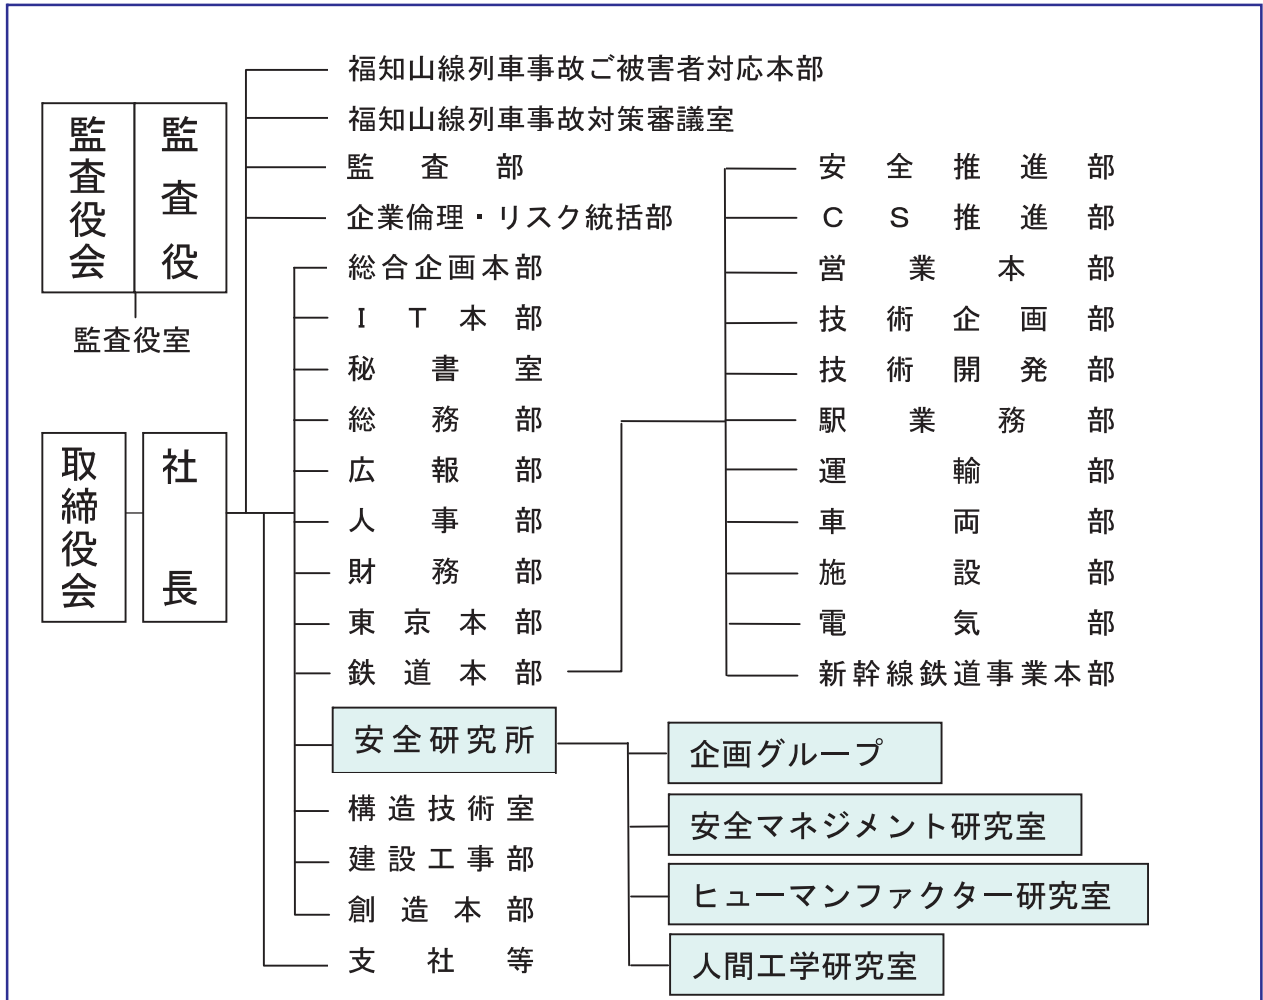 福知山線列車事故ご被害者対応本部
福知山線列車事故対策審議室
監査部
企業倫理・リスク統括部
監査役会
監査役
監査役室
取締役会
社長
総合企画本部
IT本部
秘書室
総務部
広報部
人事部
財務部
東京本部
鉄道本部
安全研究所
構造技術室
建設工事部
創造本部
支社等
安全推進部
CS推進部
営業本部
技術企画部
技術開発部
駅業務部
運輸部
車両部
施設部
電気部
新幹線鉄道事業本部
企画グループ
安全マネジメント研究室
ヒューマンファクター研究室
人間工学研究室